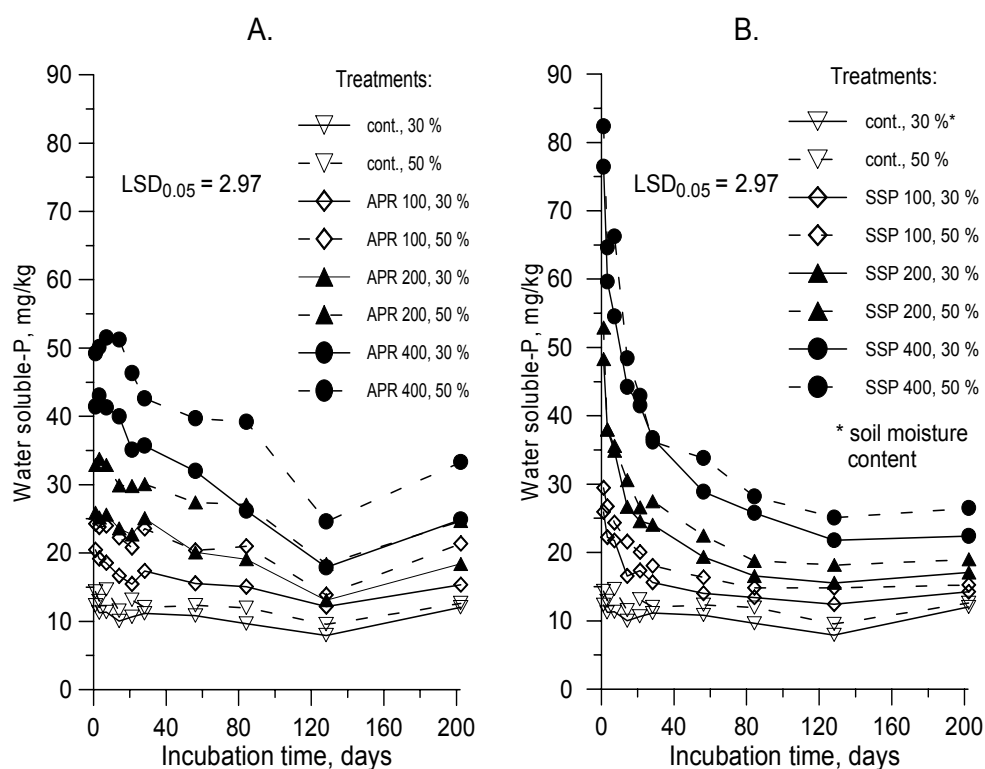 A.
Treatments:
cont., 30 %
cont., 50 %
APR 100, 30 %
APR 100, 50 %
APR 200, 30 %
APR 200, 50 %
APR 400, 30 %
APR 400, 50 %
LSD0.05 = 2.97
90
80
70
60
50
40
30
20
10
0
Water soluble-P, mg/kg
0 40 80 120 160 200
Incubation time, days
B.
Treatments:
cont., 30 %*
cont., 50 %
SSP 100, 30 %
SSP 100, 50 %
SSP 200, 30 %
SSP 200, 50 %
SSP 400, 30 %
SSP 400, 50 %
* soil moisture
content
LSD0.05 = 2.97
90
80
70
60
50
40
30
20
10
0
Water soluble-P, mg/kg
0 40 80 120 160 200
Incubation time, days